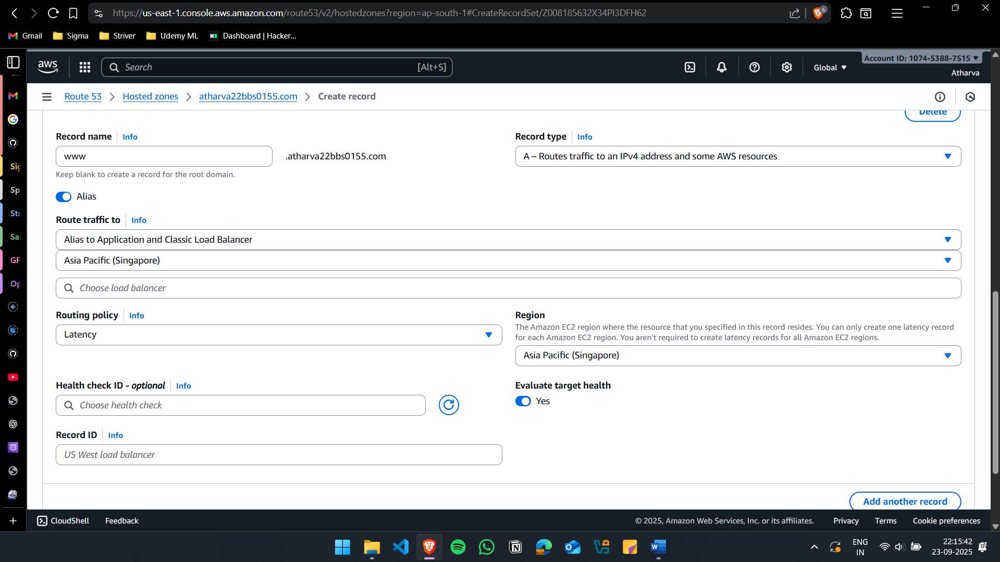 https://us-east-1.console.aws.amazon.com/route53/v2/hostedzones?region=ap-south-1#CreateRecordSet/Z008185632X34PI3DFH62
6
Gmail
Sigma
Striver
Udemy ML
Dashboard | Hacker...
aws
Search
[Alt+S]
Global
Account ID: 1074-5388-7515
Atharva
Route 53
Hosted zones
atharva22bbs0155.com
Create record
Delete
Record name
Info
Record type
Info
www
.atharva22bbs0155.com
A – Routes traffic to an IPv4 address and some AWS resources
Keep blank to create a record for the root domain.
Alias
Route traffic to
Info
Alias to Application and Classic Load Balancer
Asia Pacific (Singapore)
Choose load balancer
Routing policy
Info
Latency
Region
The Amazon EC2 region where the resource that you specified in this record resides. You can only create one latency record
for each Amazon EC2 region. You aren't required to create latency records for all Amazon EC2 regions.
Asia Pacific (Singapore)
Health check ID - optional
Info
Choose health check
Evaluate target health
Yes
Record ID
Info
US West load balancer
Add another record
Sig
Sp
Str
Sa
GF
Op
CloudShell
Feedback
© 2025, Amazon Web Services, Inc. or its affiliates.
Privacy
Terms
Cookie preferences
ENG
IN
22:15:42
23-09-2025